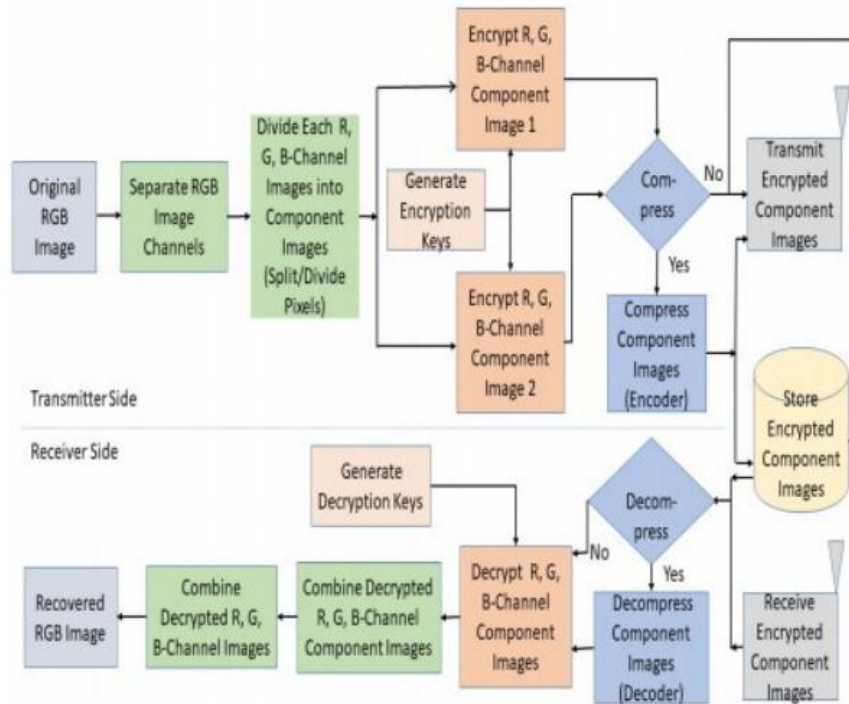 Original
RGB
Image
Separate RGB
Image
Channels
Divide Each R,
G, B-Channel
Images into
Component
Images
(Split/Divide
Pixels)
Encrypt R, G,
B-Channel
Component
Image 1
Generate
Encryption
Keys
Encrypt R, G,
B-Channel
Component
Image 2
Com-
press
No
Yes
Transmit
Encrypted
Component
Images
Compress
Component
Images
(Encoder)
Store
Encrypted
Component
Images
Transmitter Side
Receiver Side
Generate
Decryption Keys
Decom-
press
No
Yes
Receive
Encrypted
Component
Images
Decompress
Component
Images
(Decoder)
Decrypt R, G,
B-Channel
Component
Images
Combine Decrypted
R, G, B-Channel
Component Images
Combine
Decrypted R, G,
B-Channel Images
Recovered
RGB Image